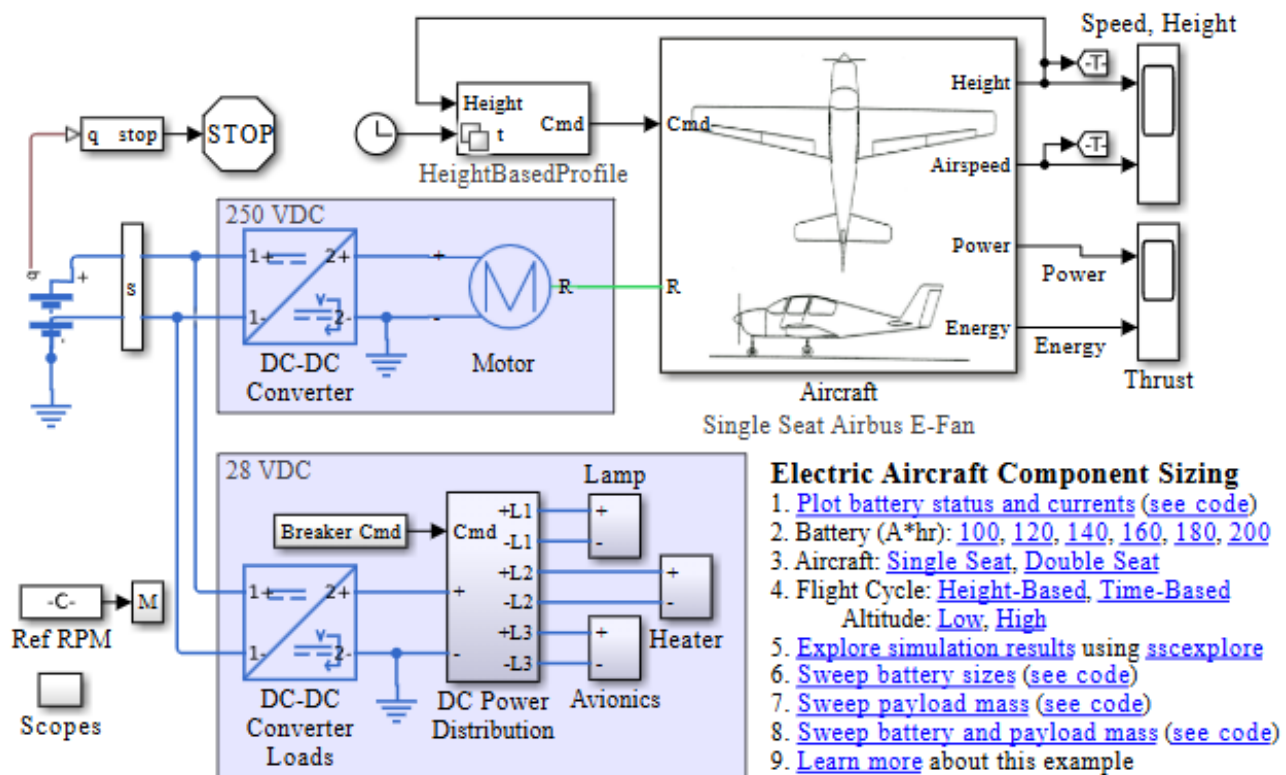 Speed, Height
-T-
Height
Height
t
Cmd
HeightBasedProfile
Cmd
q stop
STOP
-T-
Airspeed
250 VDC
q
+
-
s
1+
2+
1-
V
2-
DC-DC
Converter
+
-
M
R
Motor
R
Power
Power
Energy
Energy
Thrust
Aircraft
Single Seat Airbus E-Fan
28 VDC
Lamp
Breaker Cmd
Cmd
+L1
-L1
+
-
+L2
-L2
+
-
Heater
+L3
-L3
+
-
Avionics
1+
2+
1-
V
2-
+
-
DC-DC
Converter
Loads
DC Power
Distribution
-C-
M
Ref RPM
Scopes
Electric Aircraft Component Sizing
1. Plot battery status and currents (see code)
2. Battery (A*hr): 100, 120, 140, 160, 180, 200
3. Aircraft: Single Seat, Double Seat
4. Flight Cycle: Height-Based, Time-Based
Altitude: Low, High
5. Explore simulation results using sscexplore
6. Sweep battery sizes (see code)
7. Sweep payload mass (see code)
8. Sweep battery and payload mass (see code)
9. Learn more about this example